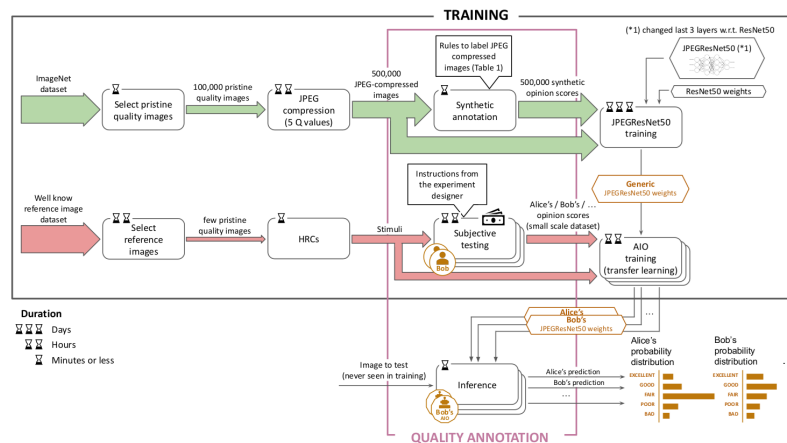 TRAINING
(*1) changed last 3 layers w.r.t. ResNet50
JPEGResNet50 (*1)
ResNet50 weights
ImageNet
dataset
Select pristine
quality images
100,000 pristine
quality images
JPEG
compression
(5 Q values)
500,000
JPEG-compressed
images
Rules to label JPEG
compressed
images (Table 1)
Synthetic
annotation
500,000 synthetic
opinion scores
JPEGResNet50
training
Generic
JPEGResNet50 weights
Well know
reference image
dataset
Select
reference
images
few pristine
quality images
HRCs
Stimuli
Instructions from
the experiment
designer
Subjective
testing
Bob
Alice's / Bob's / ...
opinion scores
(small scale dataset)
AIO
training
(transfer learning)
Duration
Days
Hours
Minutes or less
Alice's
Bob's
JPEGResNet50 weights
...
Image to test
(never seen in training)
Inference
Bob's
AIO
Alice's prediction
Bob's prediction
...
Alice's
probability
distribution
EXCELLENT
GOOD
FAIR
POOR
BAD
Bob's
probability
distribution
EXCELLENT
GOOD
FAIR
POOR
BAD
QUALITY ANNOTATION